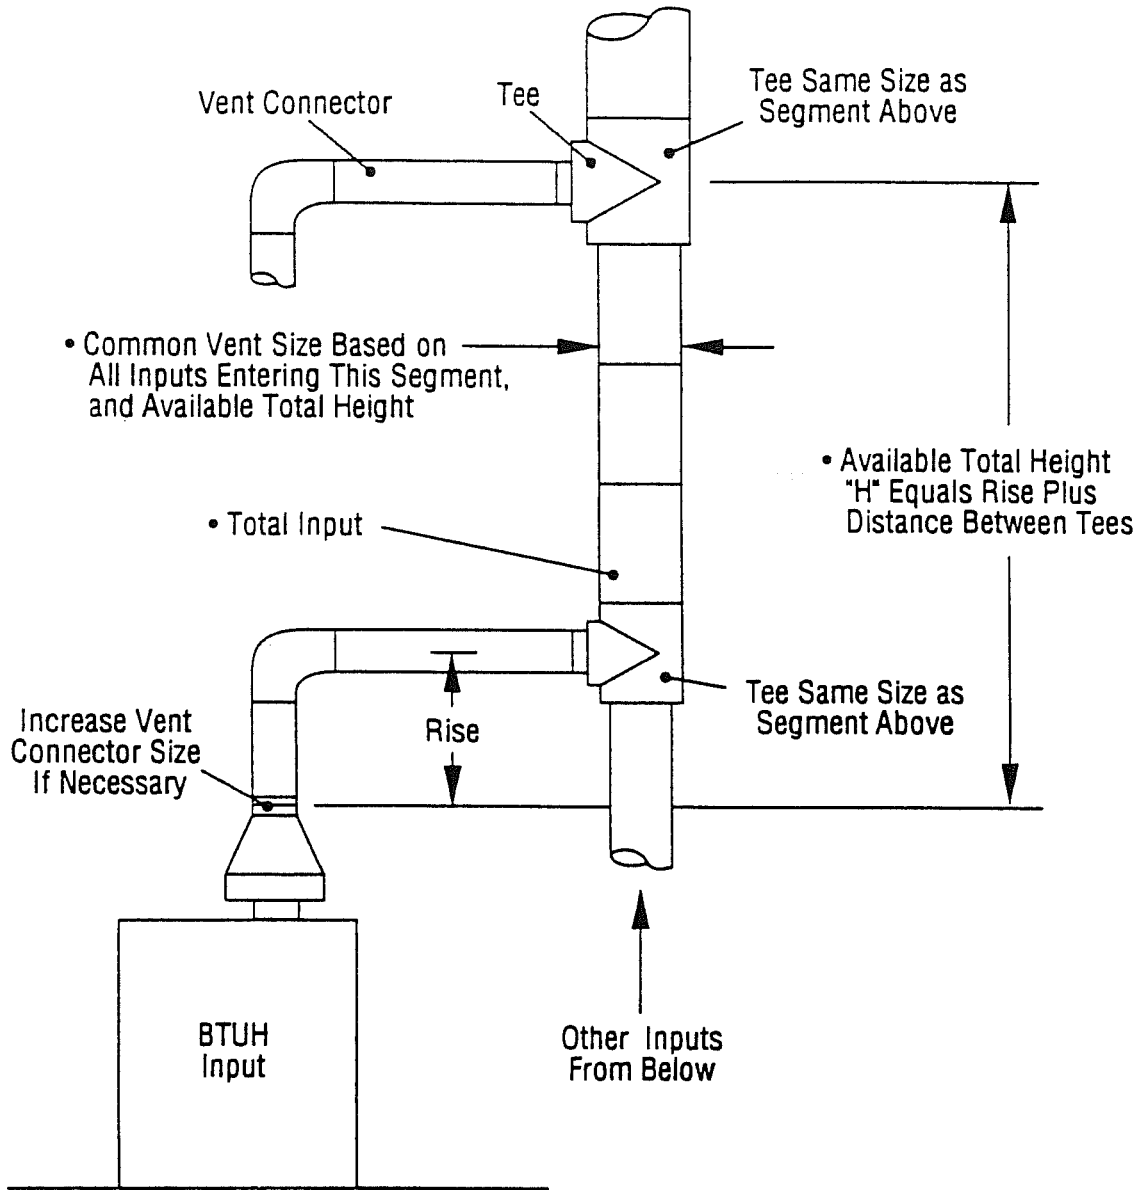 Vent Connector
Tee
Tee Same Size as
Segment Above
• Common Vent Size Based on
All Inputs Entering This Segment,
and Available Total Height
• Available Total Height
"H" Equals Rise Plus
Distance Between Tees
• Total Input
Increase Vent
Connector Size
If Necessary
Rise
Tee Same Size as
Segment Above
BTUH
Input
Other Inputs
From Below